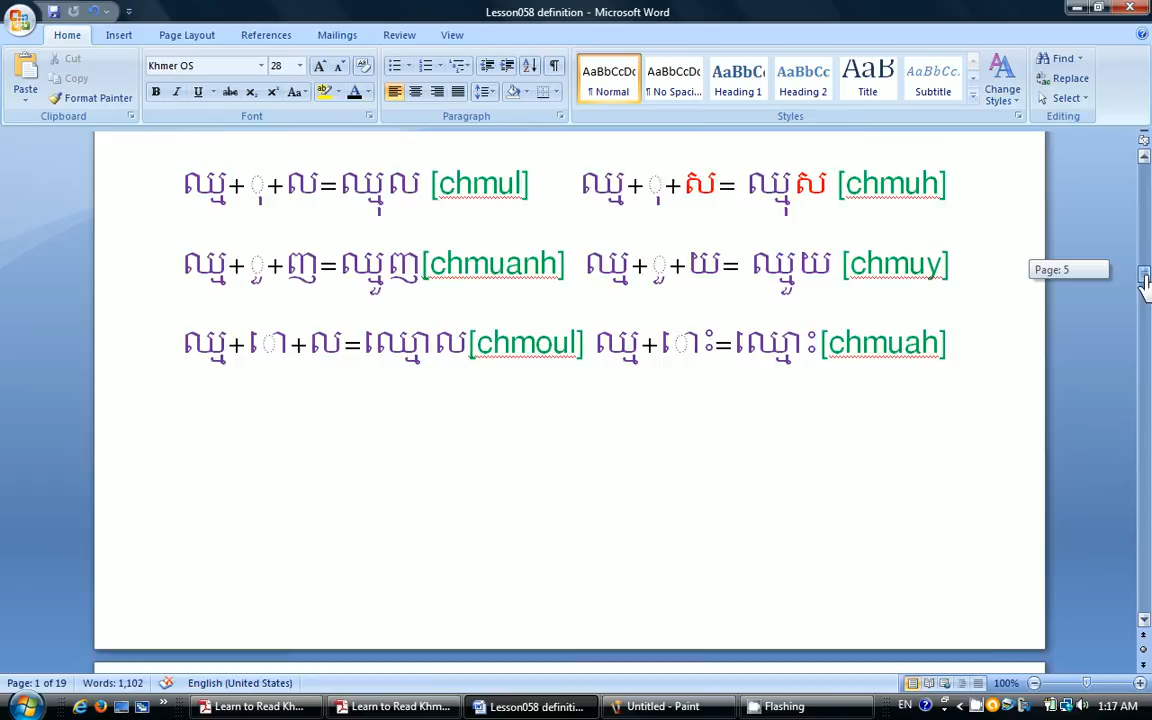 Lesson058 definition - Microsoft Word
Home Insert Page Layout References Mailings Review View
Cut
Copy
Format Painter
Paste
Khmer OS 28
AaBbCcDc AaBbCcDc AaBbCc AaBbCc AaB AaBbCc.
¶ Normal ¶ No Spaci... Heading 1 Heading 2 Title Subtitle
Change Styles
Find
Replace
Select
Clipboard Font Paragraph Styles Editing
ឈ្ម+ ុ+ល=ឈ្មុល [chmul] ឈ្ម+ ុ+ស= ឈ្មុស [chmuh]
ឈ្ម+ ួ+ញ=ឈ្មួញ[chmuanh] ឈ្ម+ ួ+យ= ឈ្មួយ [chmuy]
Page: 5
ឈ្ម+ ោ+ល=ឈ្មោល[chmoul] ឈ្ម+ ោះ=ឈ្មោះ[chmuah]
Page: 1 of 19 Words: 1,102 English (United States) 100%
Learn to Read Kh... Learn to Read Khm... Lesson058 definiti... Untitled - Paint Flashing EN 1:17 AM